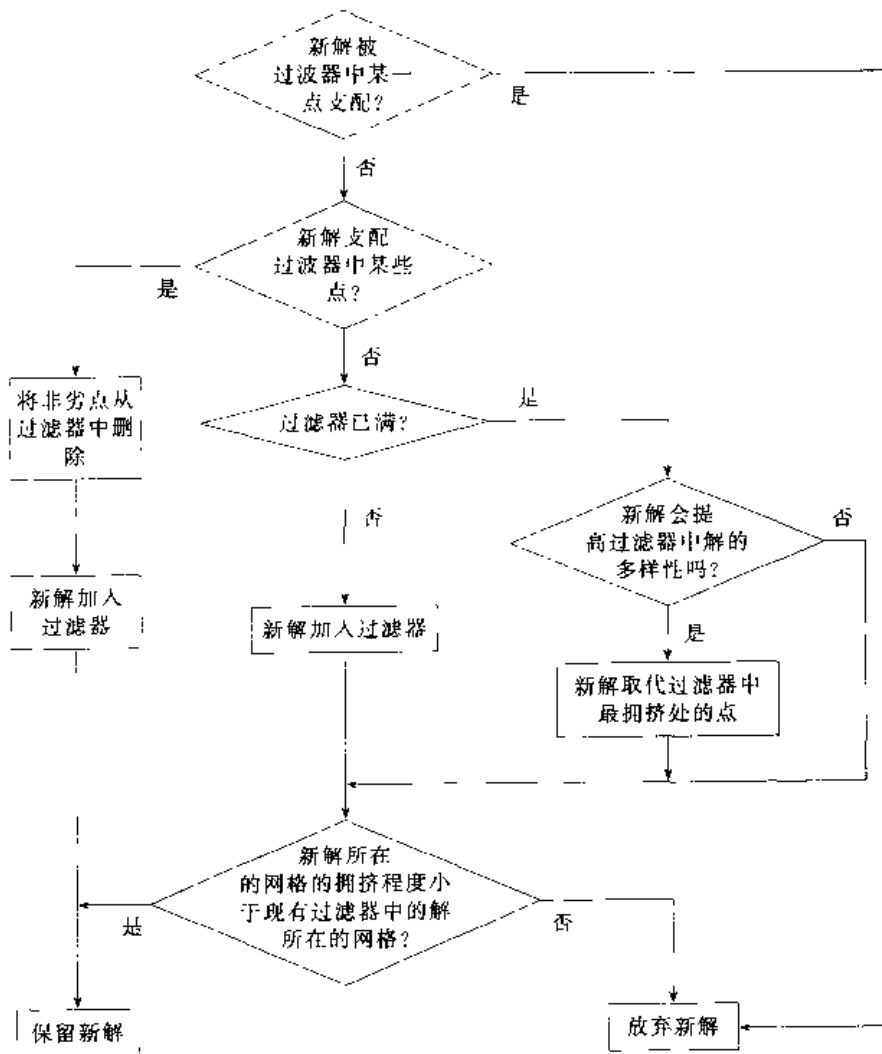 新解被
过波器中某一
点支配?
是
否
新解支配
过波器中某些
点?
是
否
将非劣点从
过滤器中删
除
过滤器已满?
是
否
新解会提
高过滤器中解的
多样性吗?
否
是
新解加入
过滤器
新解加入过滤器
新解取代过滤器中
最拥挤处的点
新解所在
的网格的拥挤程度小
于现有过滤器中的解
所在的网格?
是
否
保留新解
放弃新解